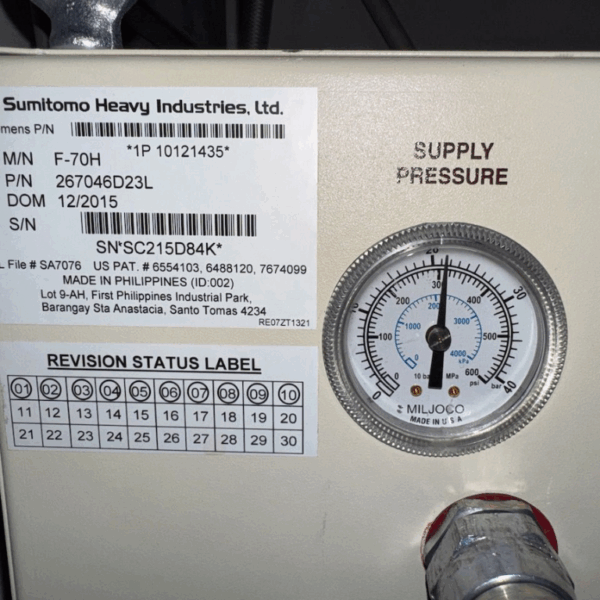 Sumitomo Heavy Industries, Ltd.
mens P/N
*1P 10121435*
M/N F-70H
P/N 267046D23L
DOM 12/2015
S/N
SN*SC215D84K*
L File # SA7076 US PAT. # 6554103, 6488120, 7674099
MADE IN PHILIPPINES (ID:002)
Lot 9-AH, First Philippines Industrial Park,
Barangay Sta Anastacia, Santo Tomas 4234
RE07ZT1321
REVISION STATUS LABEL
01 02 03 04 05 06 07 08 09 10
11 12 13 14 15 16 17 18 19 20
21 22 23 24 25 26 27 28 29 30
SUPPLY
PRESSURE
20
300
10 200 400 30
1000 3000
100 500
0 4000
kPa
0 600
psi bar
0 40
MPa
MILJOCO
MADE IN U S A